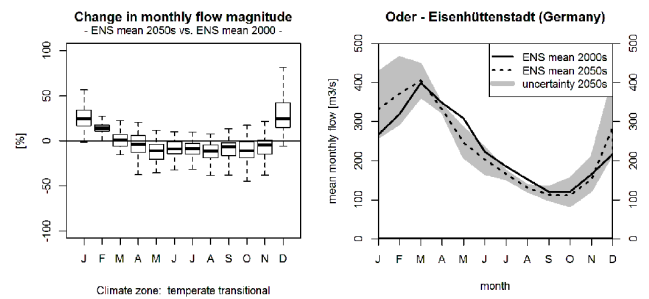 Change in monthly flow magnitude
- ENS mean 2050s vs. ENS mean 2000 -
[%]
100
50
0
-50
-100
J F M A M J J A S O N D
Climate zone: temperate transitional
Oder - Eisenhüttenstadt (Germany)
mean monthly flow [m3/s]
500
400
300
200
100
0
ENS mean 2000s
ENS mean 2050s
uncertainty 2050s
500
400
300
200
100
0
J F M A M J J A S O N D
month